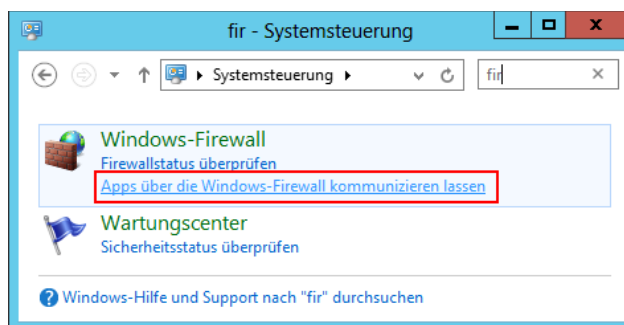 fir - Systemsteuerung
Systemsteuerung
fir
Windows-Firewall
Firewallstatus überprüfen
Apps über die Windows-Firewall kommunizieren lassen
Wartungscenter
Sicherheitsstatus überprüfen
Windows-Hilfe und Support nach "fir" durchsuchen